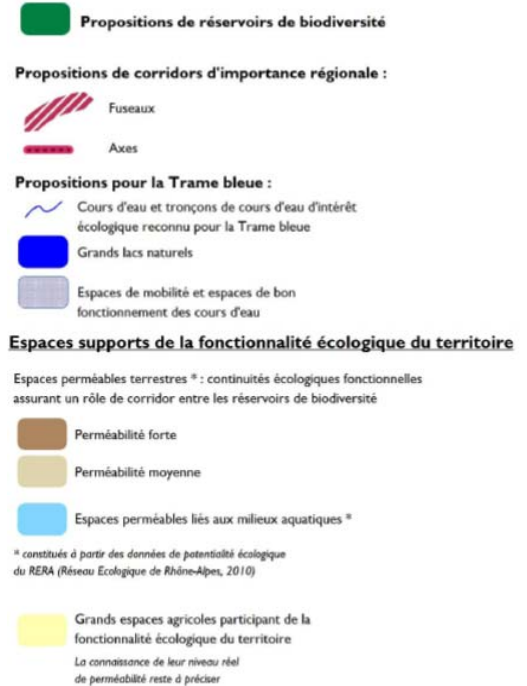 Propositions de réservoirs de biodiversité
Propositions de corridors d'importance régionale :
Fuseaux
Axes
Propositions pour la Trame bleue :
Cours d'eau et tronçons de cours d'eau d'intérêt
écologique reconnu pour la Trame bleue
Grands lacs naturels
Espaces de mobilité et espaces de bon
fonctionnement des cours d'eau
Espaces supports de la fonctionnalité écologique du territoire
Espaces perméables terrestres * : continuités écologiques fonctionnelles
assurant un rôle de corridor entre les réservoirs de biodiversité
Perméabilité forte
Perméabilité moyenne
Espaces perméables liés aux milieux aquatiques *
* constitués à partir des données de potentialité écologique
du RERA (Réseau Ecologique de Rhône-Alpes, 2010)
Grands espaces agricoles participant de la
fonctionnalité écologique du territoire
La connaissance de leur niveau réel
de perméabilité reste à préciser